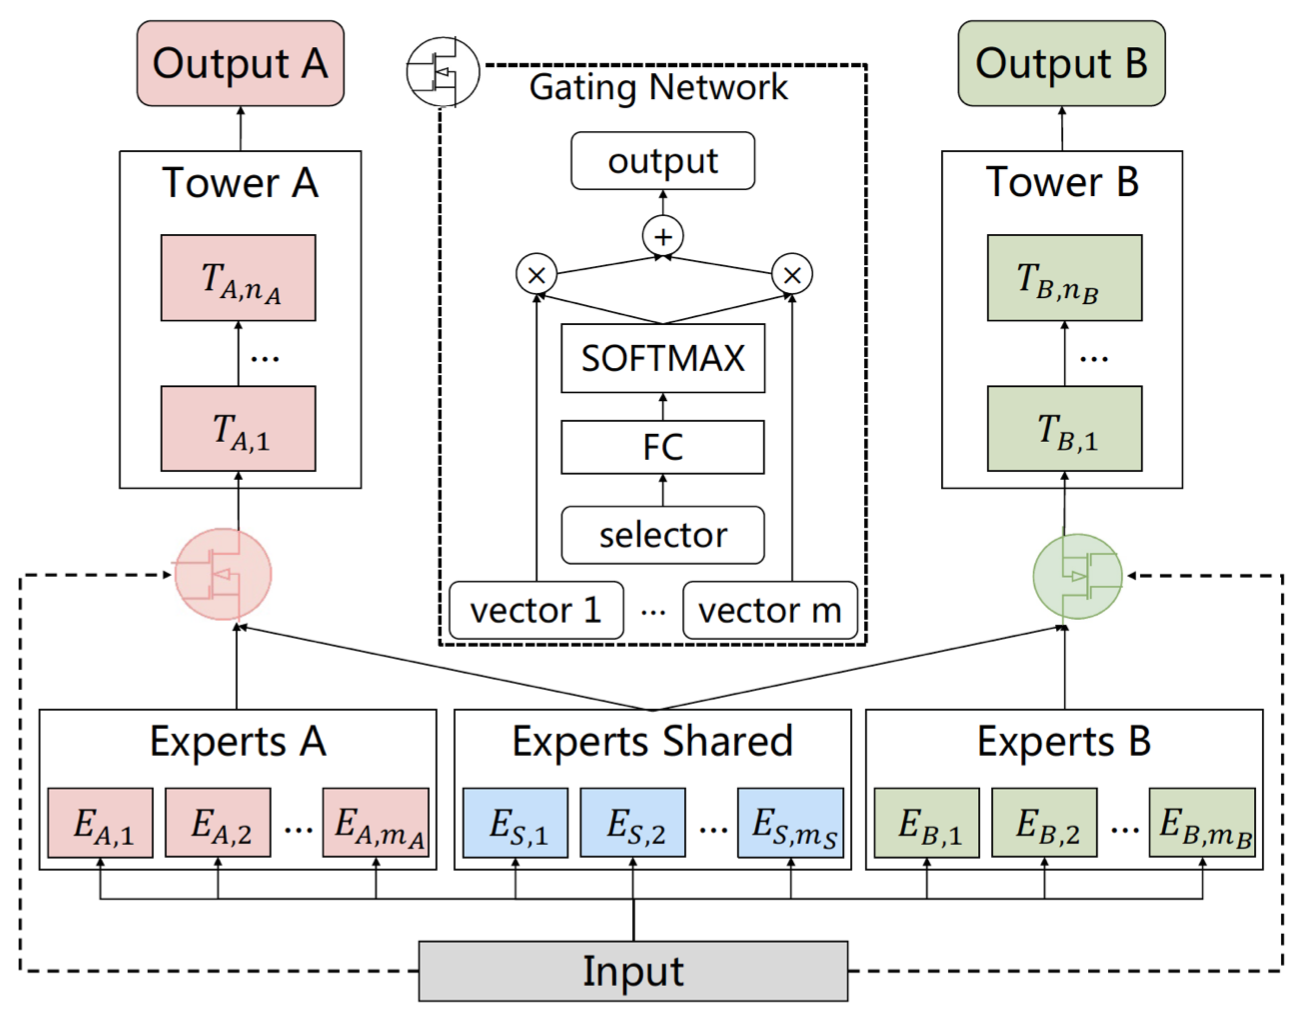 Output A
Gating Network
Output B
output
Tower A
Tower B
+
× ×
T_{A,n_A}
T_{B,n_B}
...
SOFTMAX
...
T_{A,1}
FC
T_{B,1}
selector
vector 1 ... vector m
Experts A
Experts Shared
Experts B
E_{A,1} E_{A,2} ... E_{A,m_A}
E_{S,1} E_{S,2} ... E_{S,m_S}
E_{B,1} E_{B,2} ... E_{B,m_B}
Input